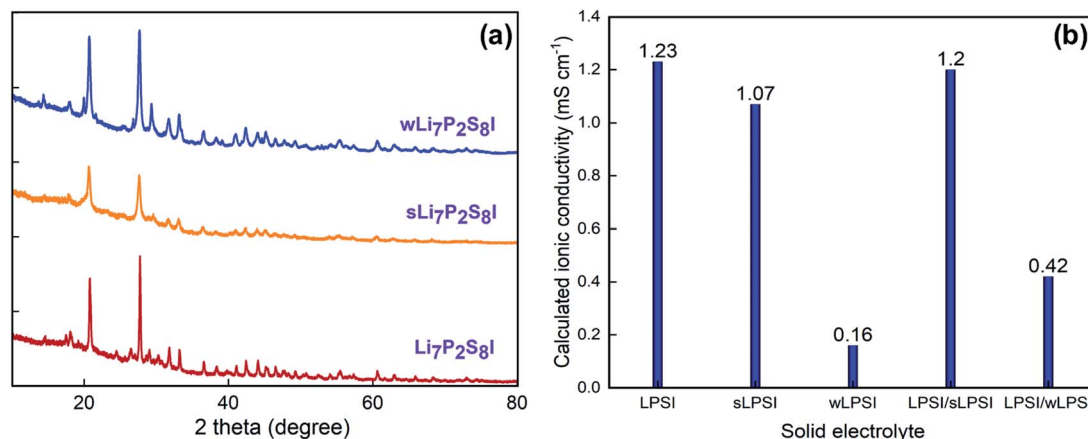 (a)
wLi7P2S8I
sLi7P2S8I
Li7P2S8I
20 40 60 80
2 theta (degree)
(b)
Calculated ionic conductivity (mS cm⁻¹)
1.4
1.2
1.0
0.8
0.6
0.4
0.2
0.0
1.23
1.07
0.16
1.2
0.42
LPSI sLPSI wLPSI LPSI/sLPSI LPSI/wLPS
Solid electrolyte